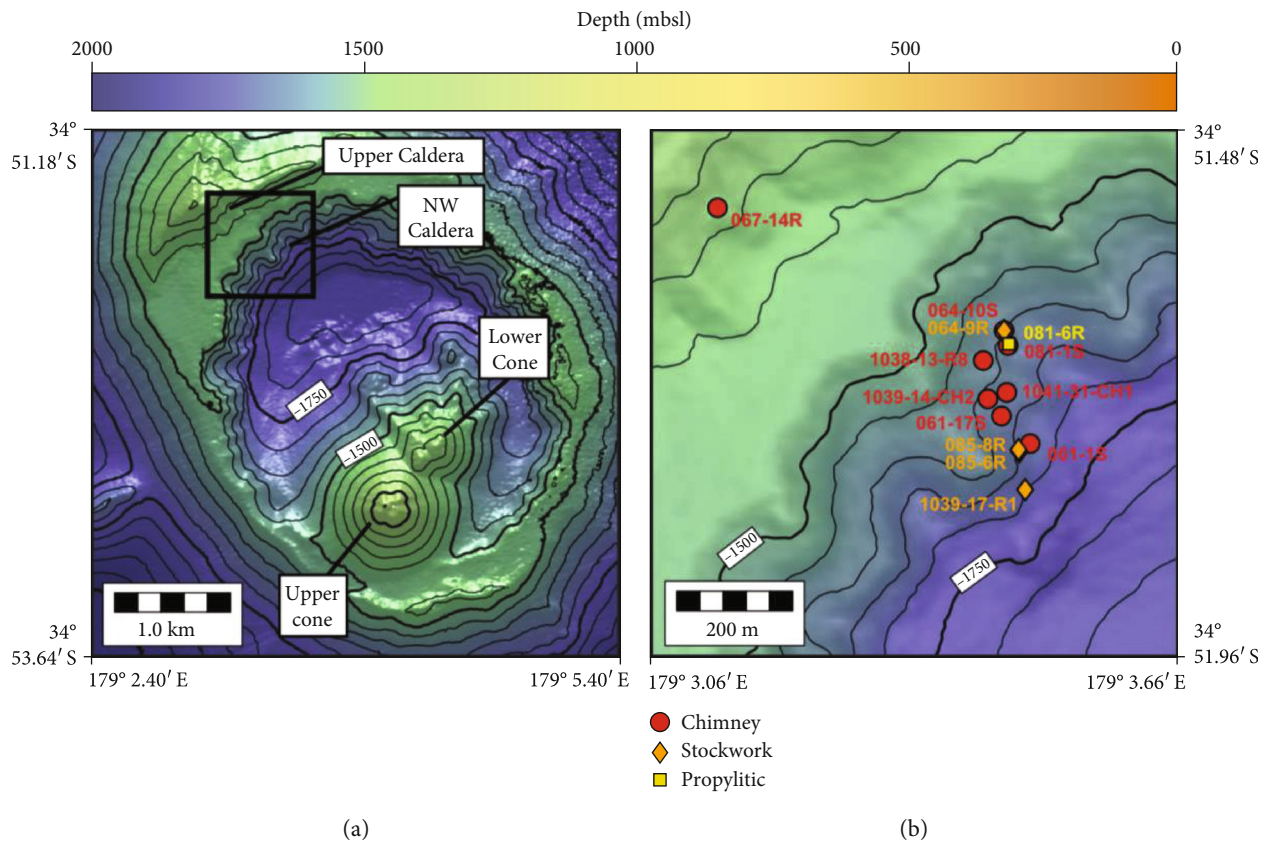 Depth (mbsl)
2000 1500 1000 500 0
34°
51.18′ S
Upper Caldera
NW
Caldera
Lower
Cone
–1750
–1500
Upper
cone
1.0 km
34°
53.64′ S
179° 2.40′ E 179° 5.40′ E
34°
51.48′ S
067-14R
064-10S
064-9R
081-6R
081-1S
1038-13-R8
1039-14-CH2
1041-31-CH1
061-17S
085-8R
085-6R
061-1S
1039-17-R1
–1500
–1750
200 m
34°
51.96′ S
179° 3.06′ E 179° 3.66′ E
Chimney
Stockwork
Propylitic
(a) (b)